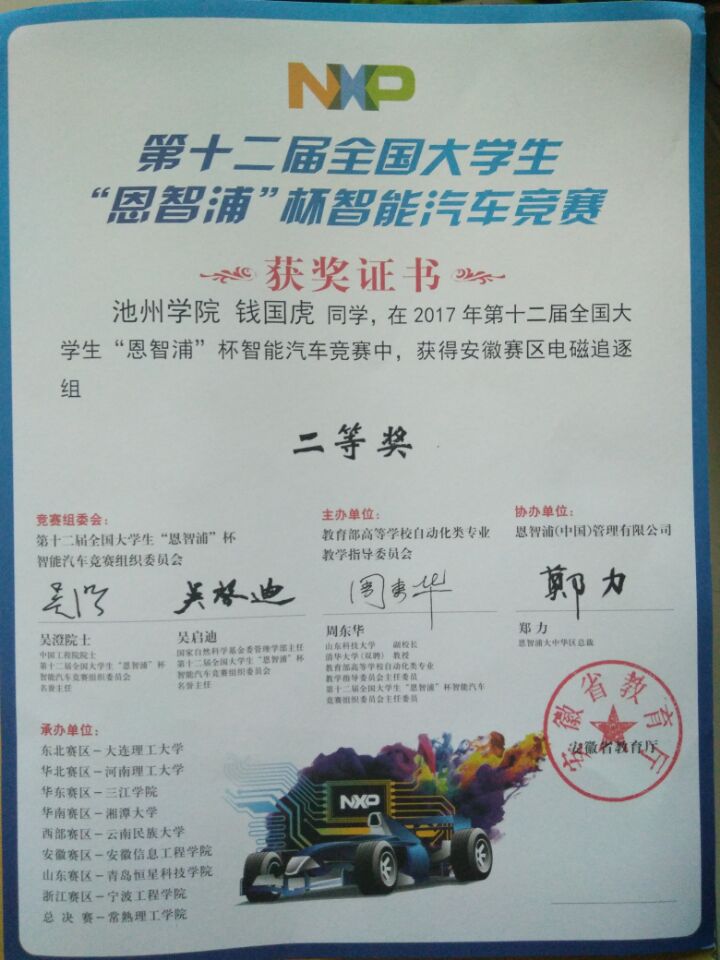 NXP
第十二届全国大学生
“恩智浦”杯智能汽车竞赛
获奖证书
池州学院 钱国虎 同学，在 2017 年第十二届全国大
学生“恩智浦”杯智能汽车竞赛中，获得安徽赛区电磁追逐
组
二等奖
竞赛组委会：
第十二届全国大学生“恩智浦”杯
智能汽车竞赛组织委员会
吴澄
吴启迪
吴澄院士
中国工程院院士
第十二届全国大学生“恩智浦”杯
智能汽车竞赛组织委员会
名誉主任
吴启迪
国家自然科学基金委管理学部主任
第十二届全国大学生“恩智浦”杯
智能汽车竞赛组织委员会
名誉主任
主办单位：
教育部高等学校自动化类专业
教学指导委员会
周东华
周东华
山东科技大学 副校长
清华大学(双聘) 教授
教育部高等学校自动化类专业
教学指导委员会主任委员
第十二届全国大学生“恩智浦”杯智能汽车
竞赛组织委员会主任委员
协办单位：
恩智浦(中国)管理有限公司
郑力
郑 力
恩智浦大中华区总裁
安徽省教育厅
安徽省教育厅
承办单位：
东北赛区－大连理工大学
华北赛区－河南理工大学
华东赛区－三江学院
华南赛区－湘潭大学
西部赛区－云南民族大学
安徽赛区－安徽信息工程学院
山东赛区－青岛恒星科技学院
浙江赛区－宁波工程学院
总 决 赛－常熟理工学院
NXP